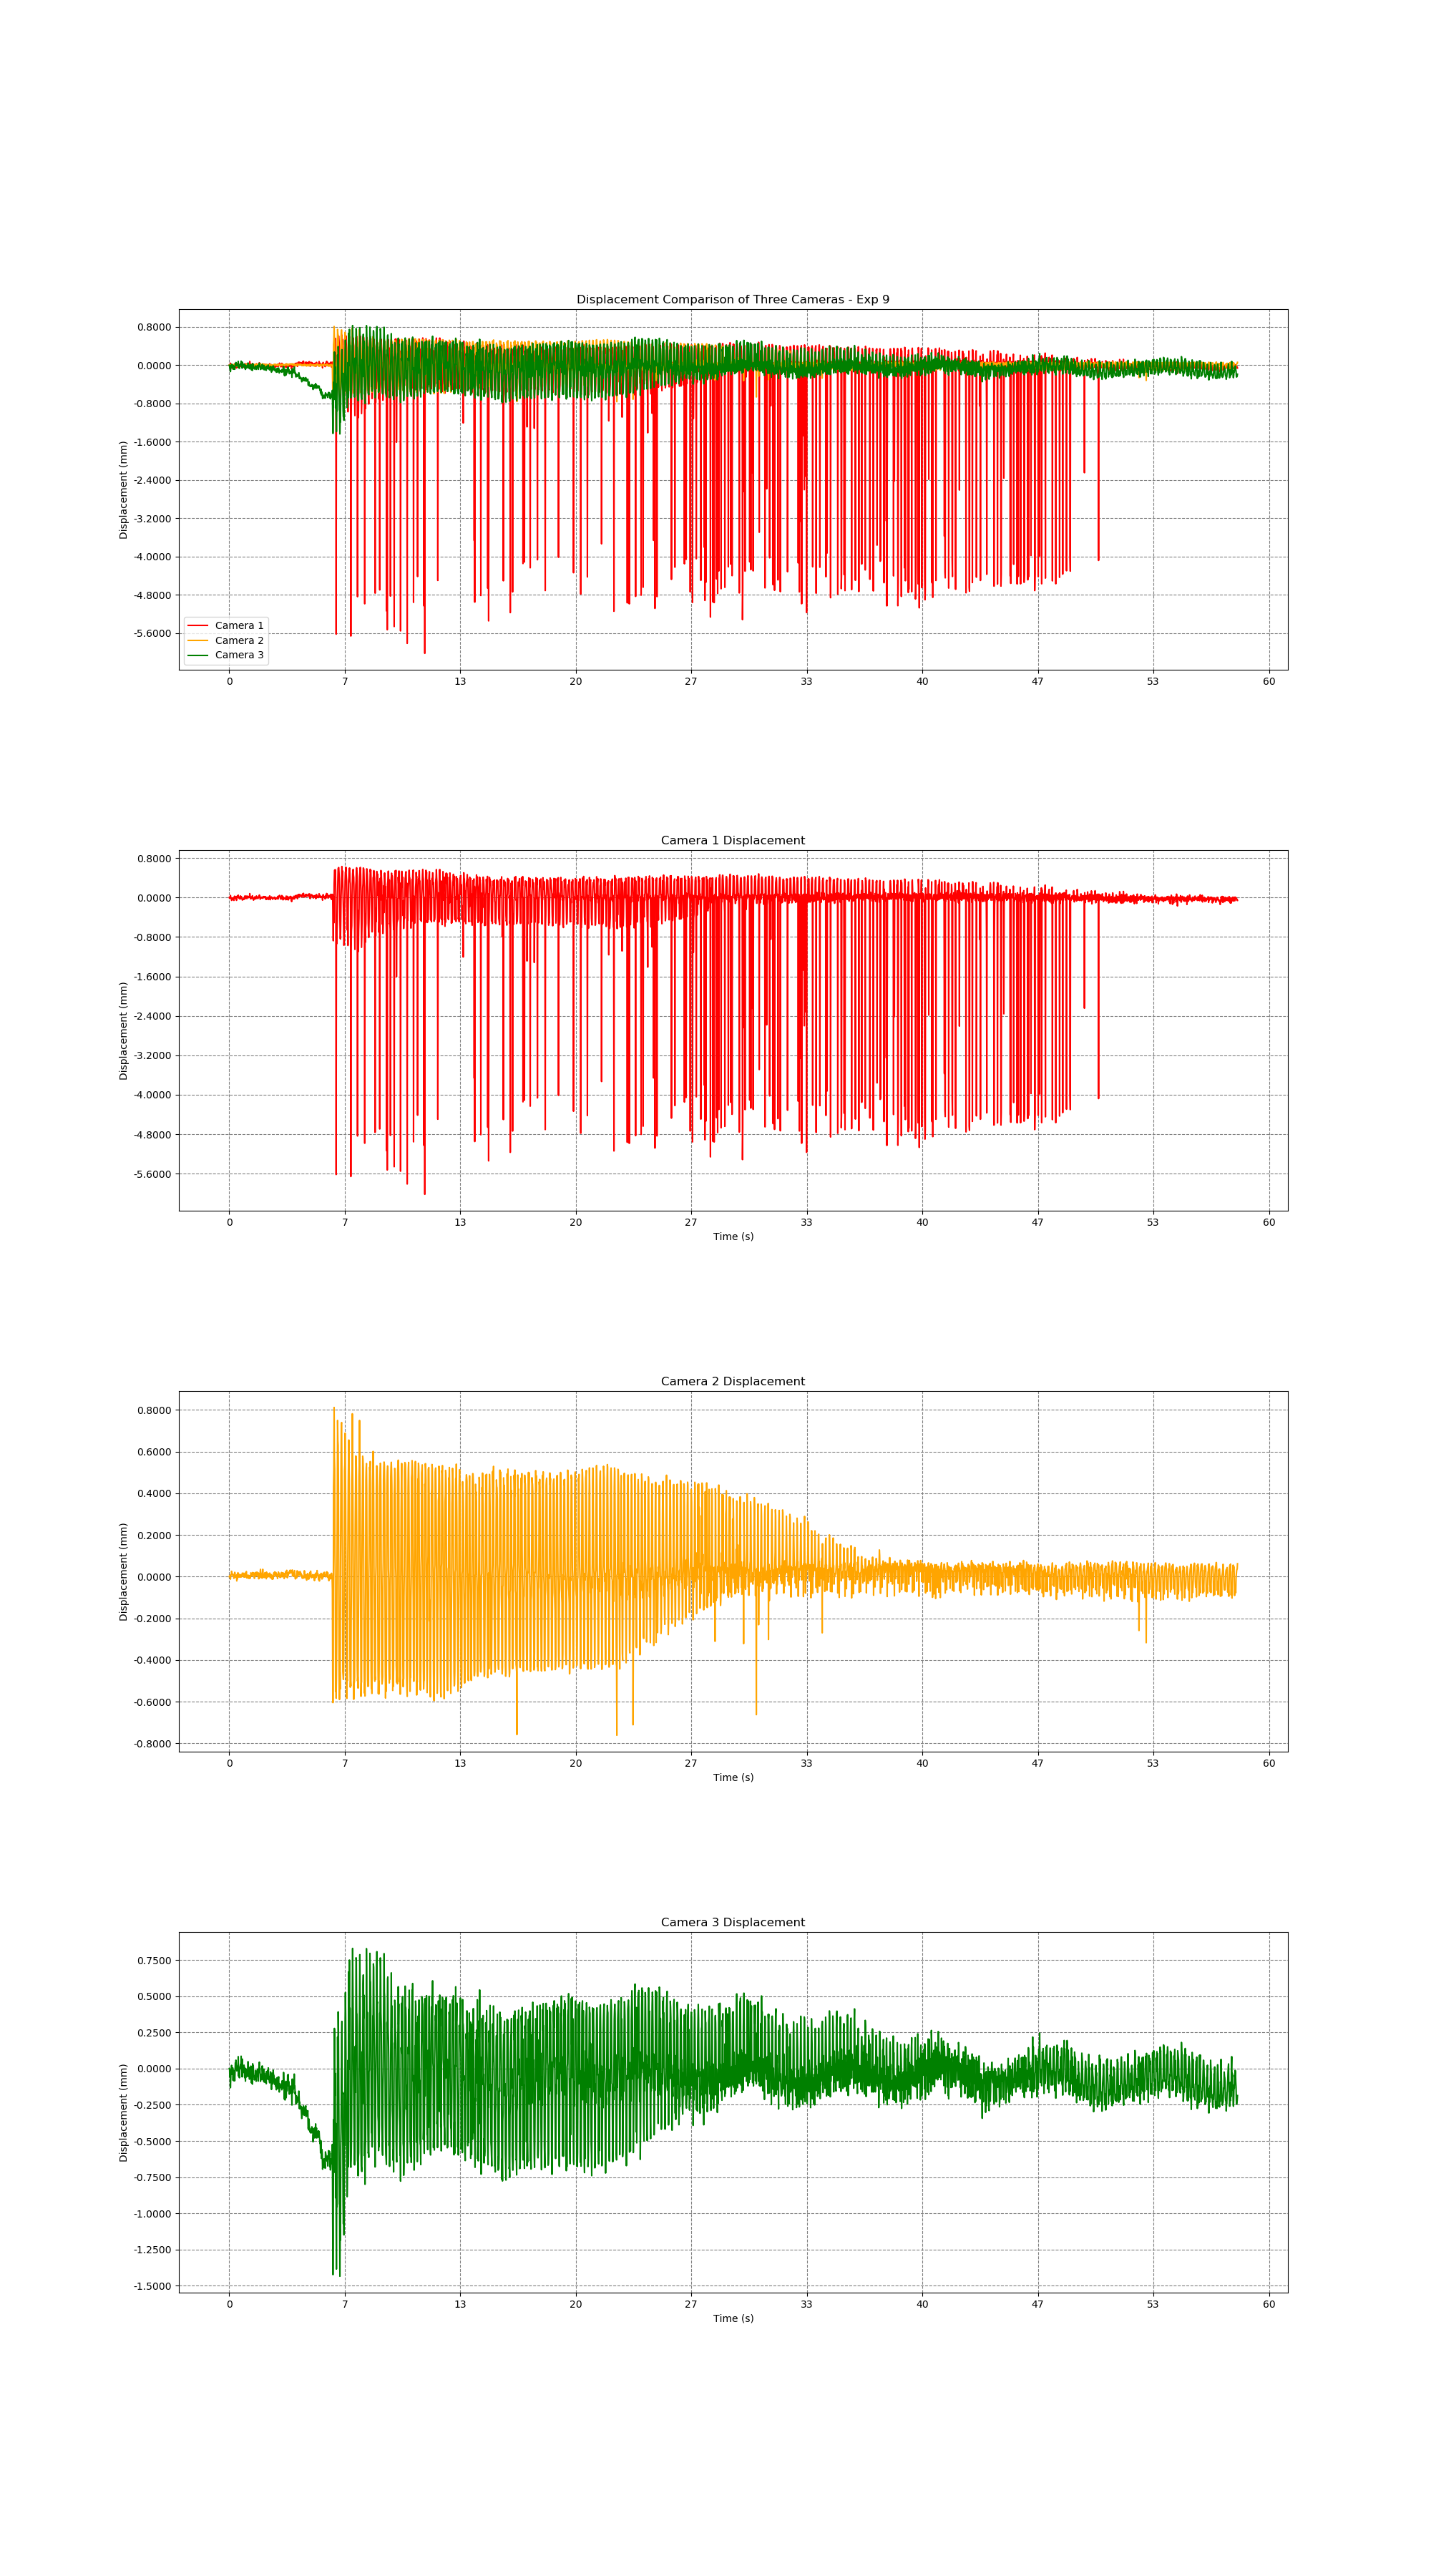 Displacement Comparison of Three Cameras - Exp 9
Displacement (mm)
0.8000
0.0000
-0.8000
-1.6000
-2.4000
-3.2000
-4.0000
-4.8000
-5.6000
Camera 1
Camera 2
Camera 3
0 7 13 20 27 33 40 47 53 60
Camera 1 Displacement
Displacement (mm)
0.8000
0.0000
-0.8000
-1.6000
-2.4000
-3.2000
-4.0000
-4.8000
-5.6000
0 7 13 20 27 33 40 47 53 60
Time (s)
Camera 2 Displacement
Displacement (mm)
0.8000
0.6000
0.4000
0.2000
0.0000
-0.2000
-0.4000
-0.6000
-0.8000
0 7 13 20 27 33 40 47 53 60
Time (s)
Camera 3 Displacement
Displacement (mm)
0.7500
0.5000
0.2500
0.0000
-0.2500
-0.5000
-0.7500
-1.0000
-1.2500
-1.5000
0 7 13 20 27 33 40 47 53 60
Time (s)